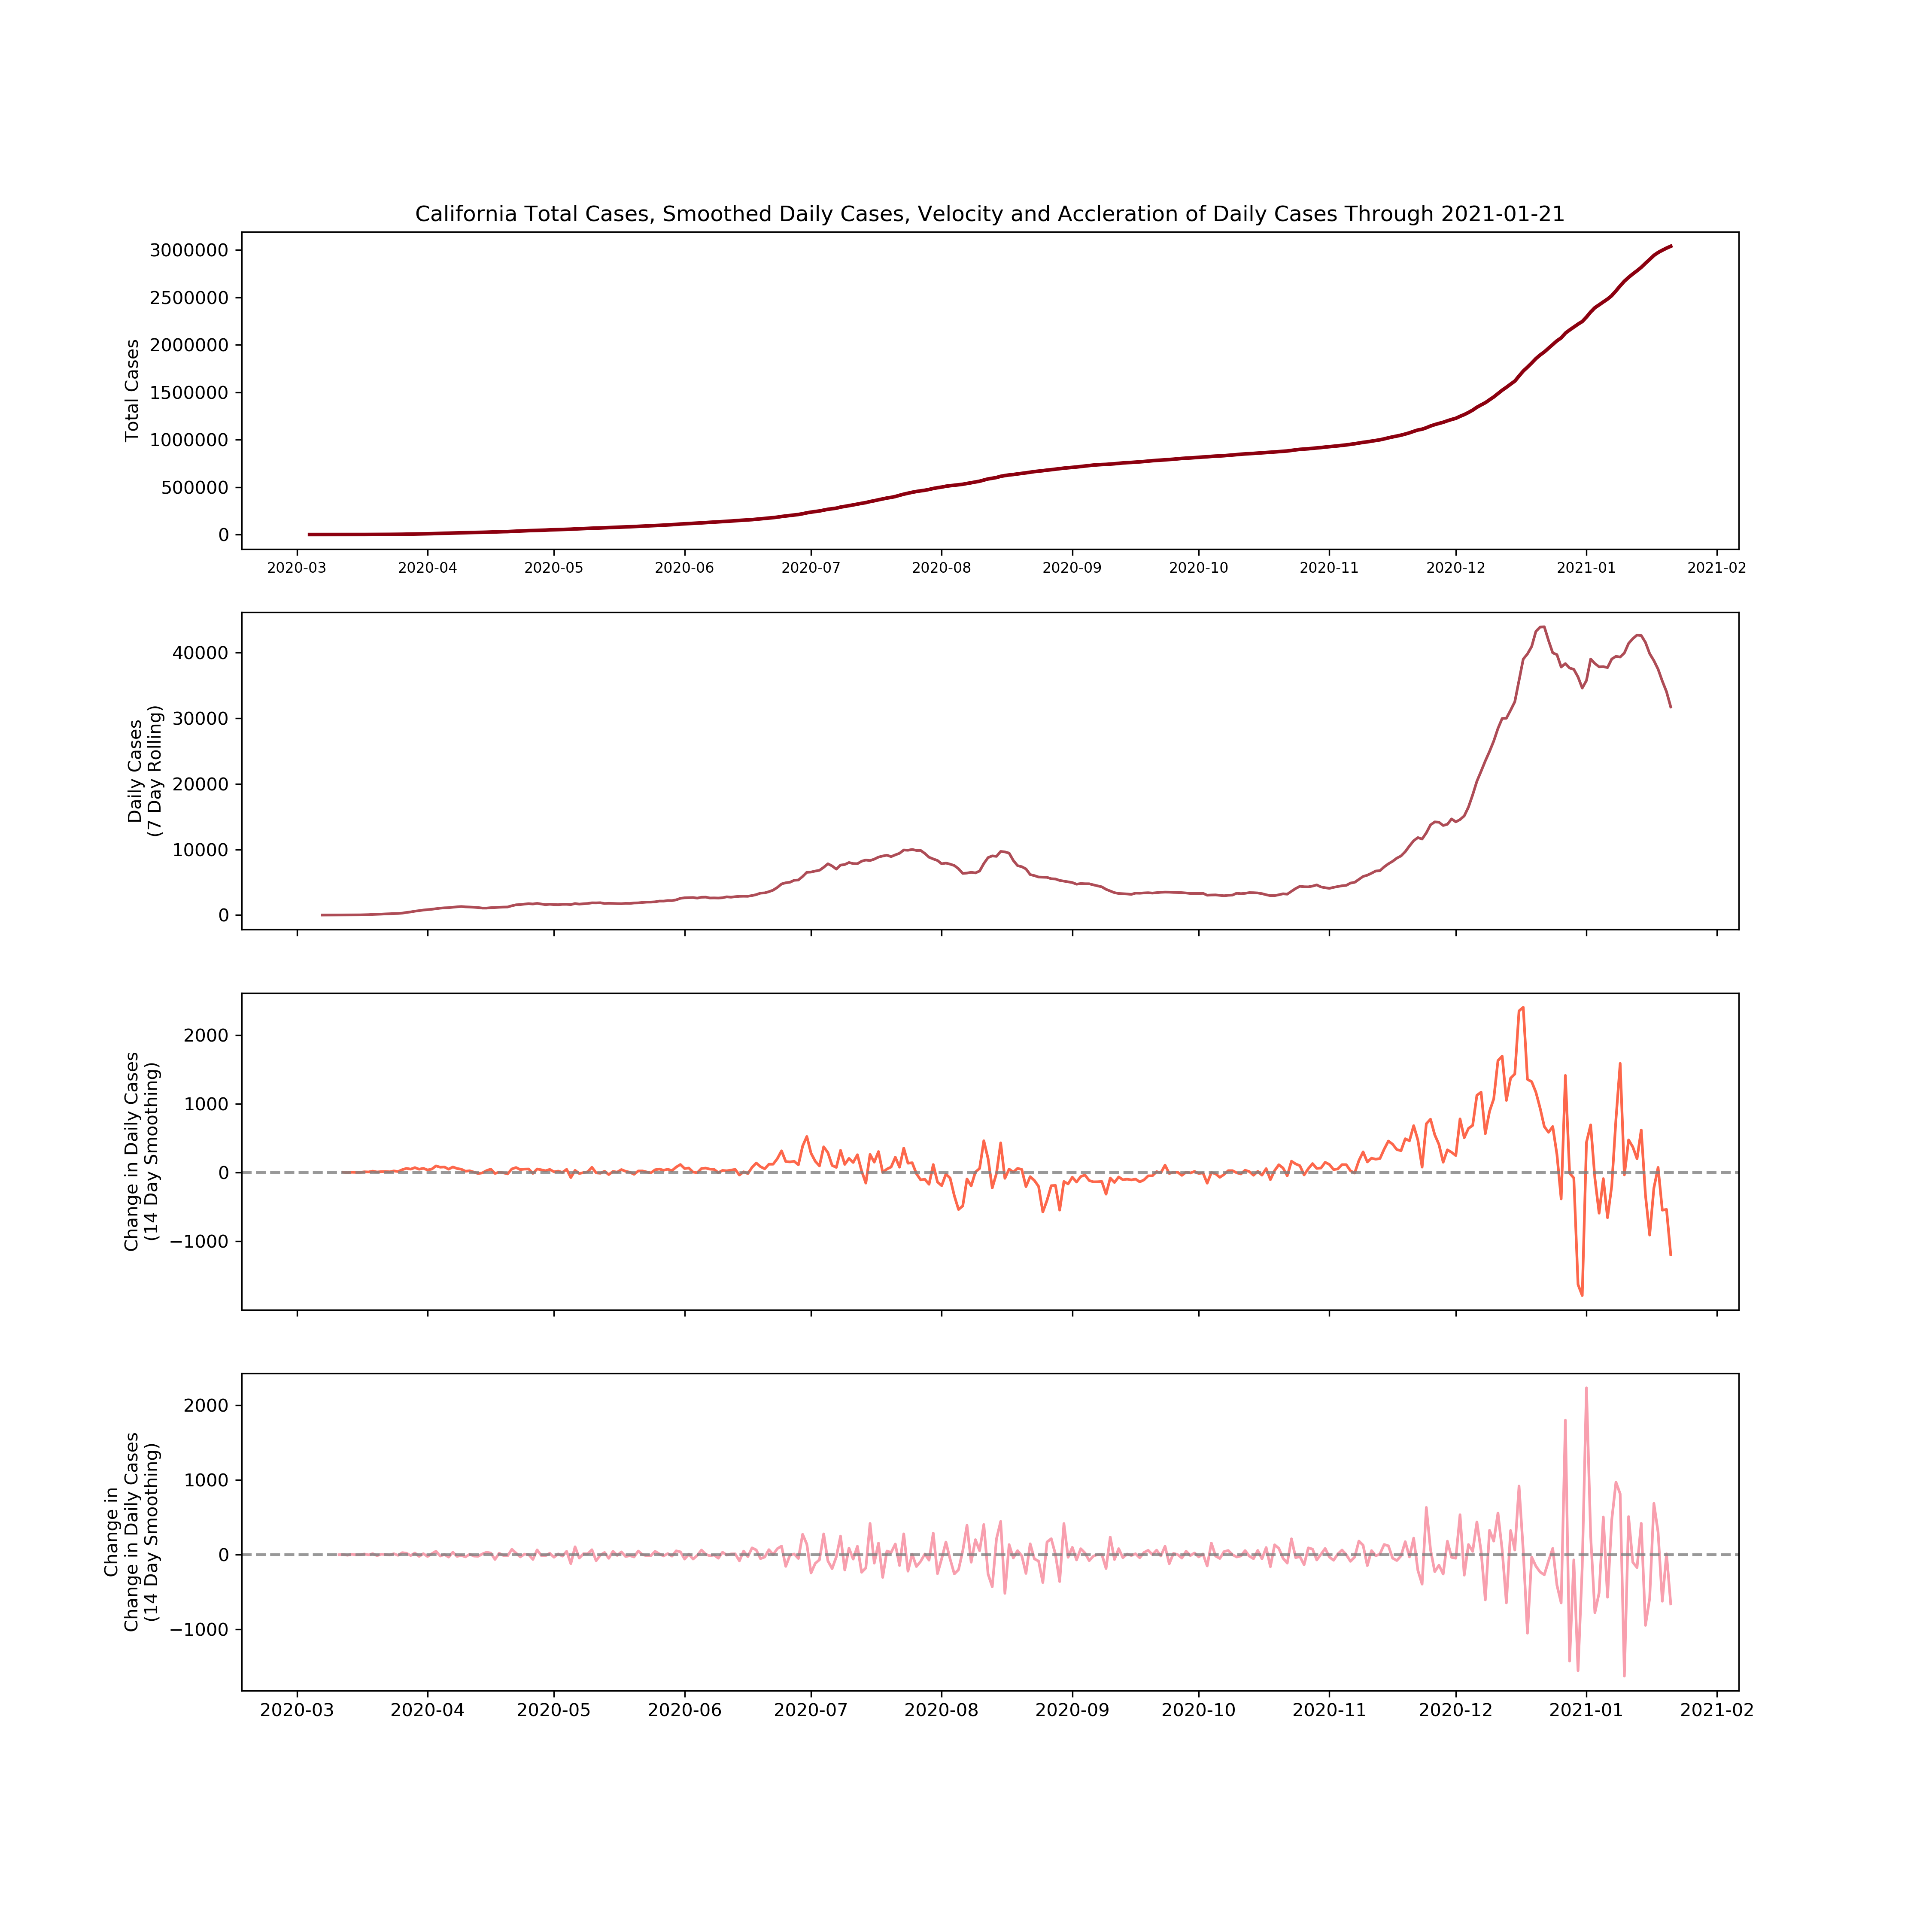 California Total Cases, Smoothed Daily Cases, Velocity and Accleration of Daily Cases Through 2021-01-21
Total Cases
3000000
2500000
2000000
1500000
1000000
500000
0
2020-03 2020-04 2020-05 2020-06 2020-07 2020-08 2020-09 2020-10 2020-11 2020-12 2021-01 2021-02
Daily Cases
(7 Day Rolling)
40000
30000
20000
10000
0
Change in Daily Cases
(14 Day Smoothing)
2000
1000
0
−1000
Change in
Change in Daily Cases
(14 Day Smoothing)
2000
1000
0
−1000
2020-03 2020-04 2020-05 2020-06 2020-07 2020-08 2020-09 2020-10 2020-11 2020-12 2021-01 2021-02